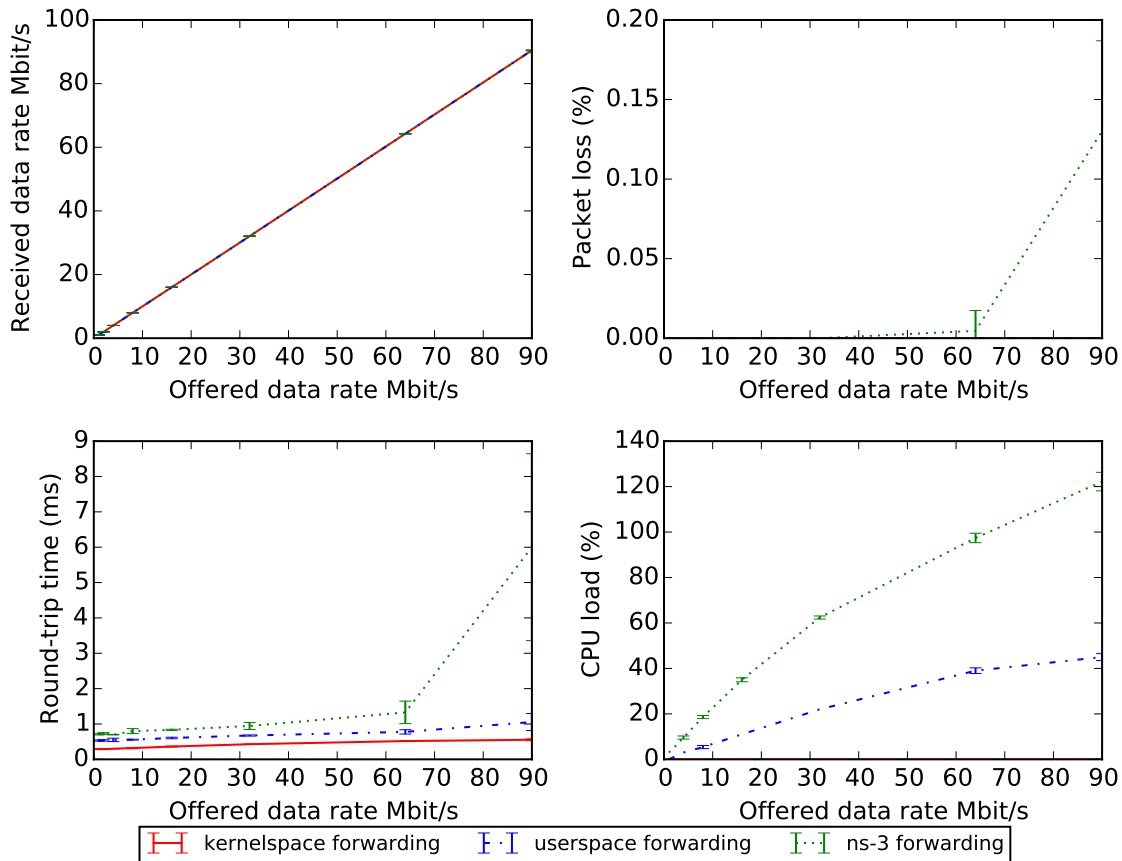 Received data rate Mbit/s
100
80
60
40
20
0
0 10 20 30 40 50 60 70 80 90
Offered data rate Mbit/s
Packet loss (%)
0.20
0.15
0.10
0.05
0.00
0 10 20 30 40 50 60 70 80 90
Offered data rate Mbit/s
Round-trip time (ms)
9
8
7
6
5
4
3
2
1
0
0 10 20 30 40 50 60 70 80 90
Offered data rate Mbit/s
CPU load (%)
140
120
100
80
60
40
20
0
0 10 20 30 40 50 60 70 80 90
Offered data rate Mbit/s
kernelspace forwarding
userspace forwarding
ns-3 forwarding